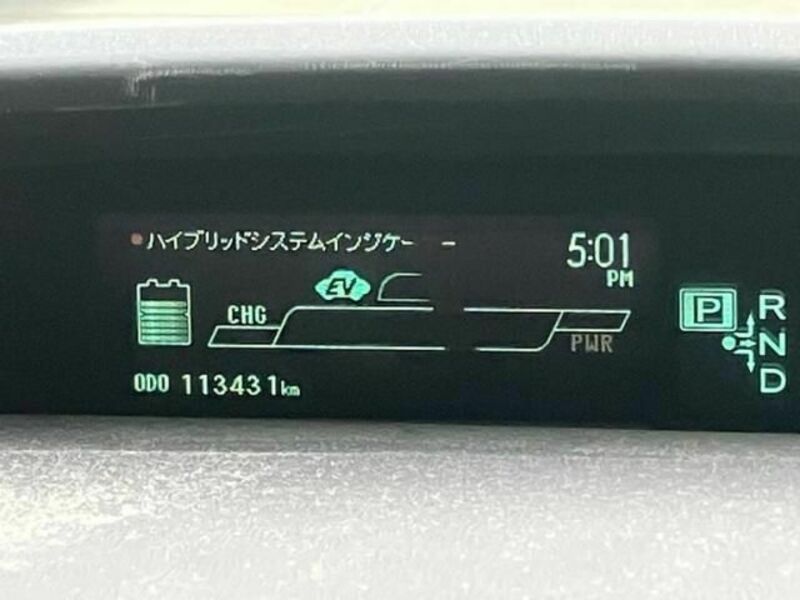 ハイブリッドシステムインジケー ー
5:01
PM
EV
CHG
PWR
ODO 113431km
P
R
N
D